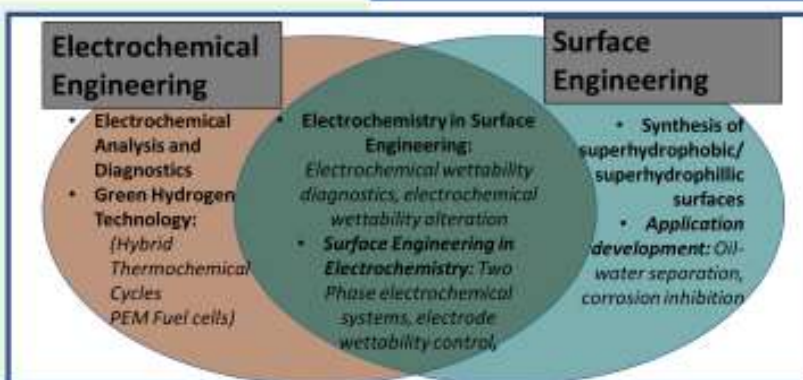 Electrochemical
Engineering
• Electrochemical
Analysis and
Diagnostics
• Green Hydrogen
Technology:
(Hybrid
Thermochemical
Cycles
PEM Fuel cells)
• Electrochemistry in Surface
Engineering:
Electrochemical wettability
diagnostics, electrochemical
wettability alteration
• Surface Engineering in
Electrochemistry: Two
Phase electrochemical
systems, electrode
wettability control,
Surface
Engineering
• Synthesis of
superhydrophobic/
superhydrophillic
surfaces
• Application
development: Oil-
water separation,
corrosion inhibition